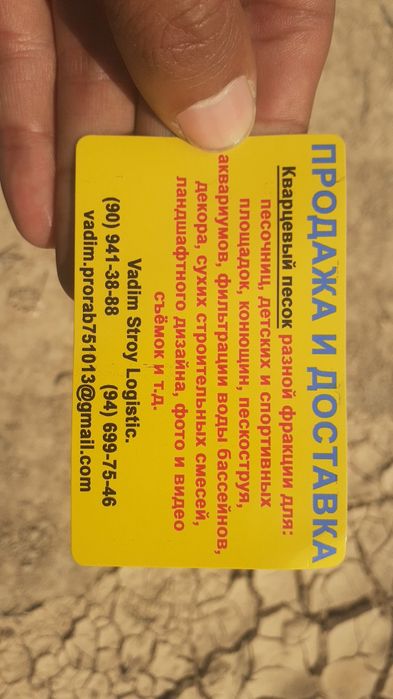 ПРОДАЖА И ДОСТАВКА
Кварцевый песок разной фракции для:
песочниц, детских и спортивных
площадок, конюшин, пескоструя,
аквариумов, фильтрации воды бассейнов,
декора, сухих строительных смесей,
ландшафтного дизайна, фото и видео
съёмок и т.д.
Vadim Stroy Logistic.
(90) 941-38-88 (94) 699-75-46
vadim.prorab751013@gmail.com